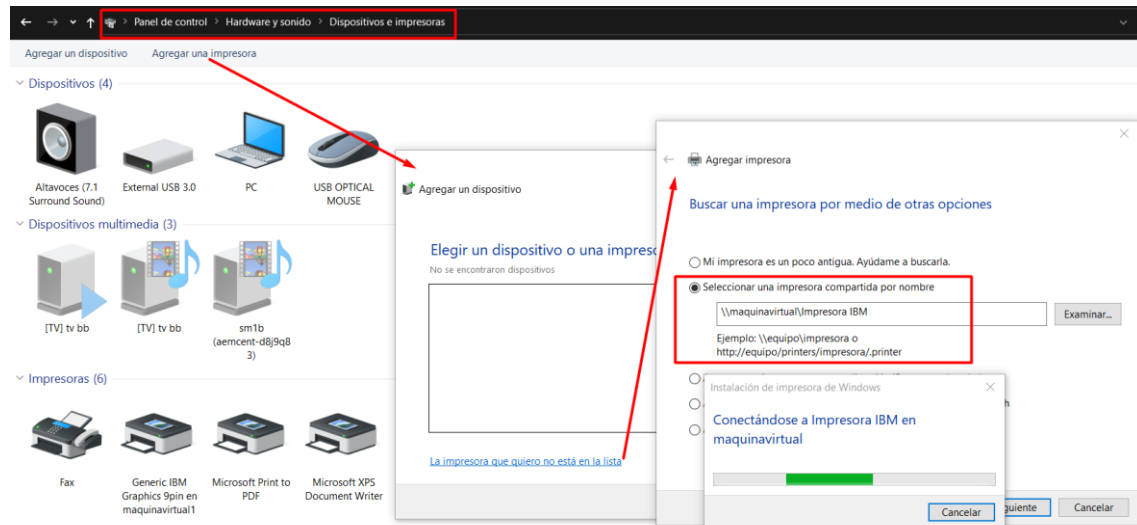 Panel de control > Hardware y sonido > Dispositivos e impresoras
Agregar un dispositivo Agregar una impresora
Dispositivos (4)
Altavoces (7.1
Surround Sound)
External USB 3.0
PC
USB OPTICAL
MOUSE
Dispositivos multimedia (3)
[TV] tv bb
[TV] tv bb
sm1b
(aemcent-d8j9q8
3)
Impresoras (6)
Fax
Generic IBM
Graphics 9pin en
maquinavirtual1
Microsoft Print to
PDF
Microsoft XPS
Document Writer
Agregar un dispositivo
Elegir un dispositivo o una impreso
No se encontraron dispositivos
La impresora que quiero no está en la lista
Agregar impresora
Buscar una impresora por medio de otras opciones
Mi impresora es un poco antigua. Ayúdame a buscarla.
Seleccionar una impresora compartida por nombre
\\maquinavirtual\Impresora IBM
Examinar...
Ejemplo: \\equipo\impresora o
http://equipo/printers/impresora/.printer
Instalación de impresora de Windows
Conectándose a Impresora IBM en
maquinavirtual
Cancelar
guiente
Cancelar